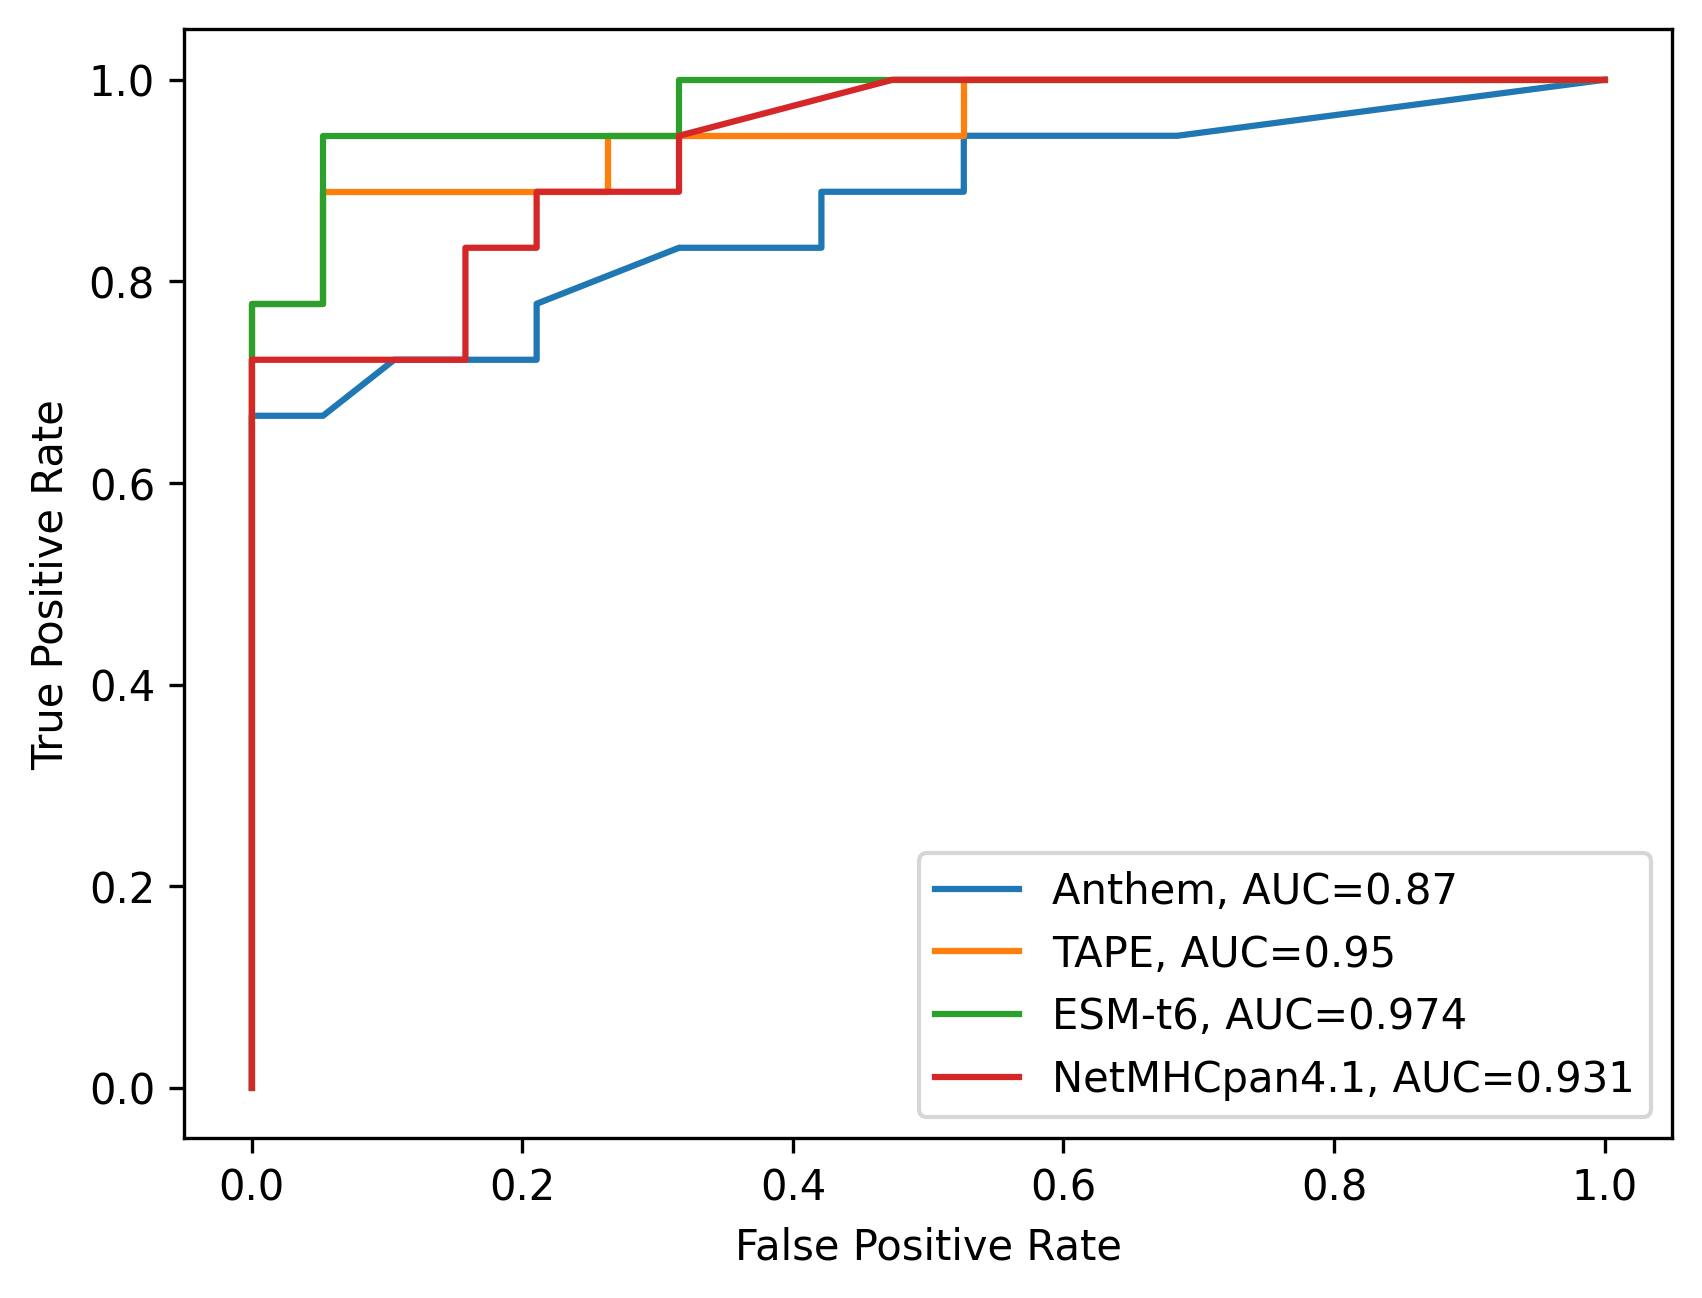 True Positive Rate
1.0
0.8
0.6
0.4
0.2
0.0
Anthem, AUC=0.87
TAPE, AUC=0.95
ESM-t6, AUC=0.974
NetMHCpan4.1, AUC=0.931
0.0 0.2 0.4 0.6 0.8 1.0
False Positive Rate